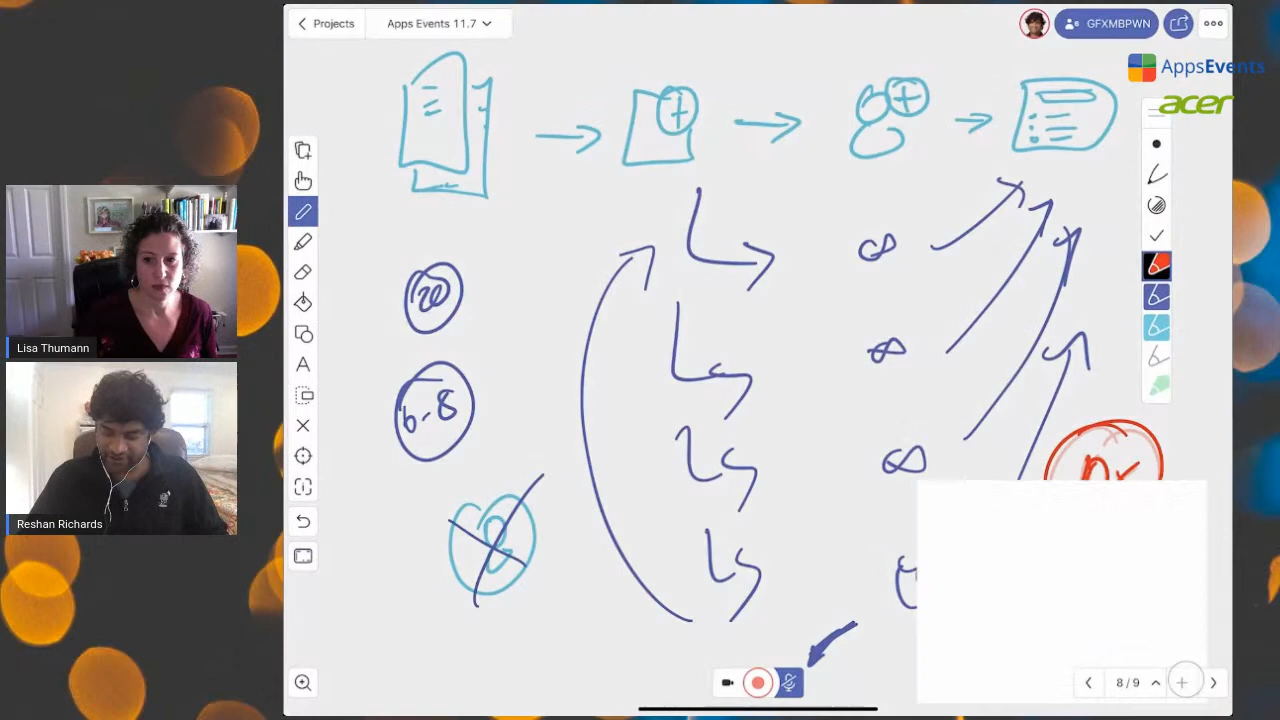 Projects
Apps Events 11.7
GFXMBPWN
AppsEvents
acer
20
6-8
Lisa Thumann
Reshan Richards
8/9